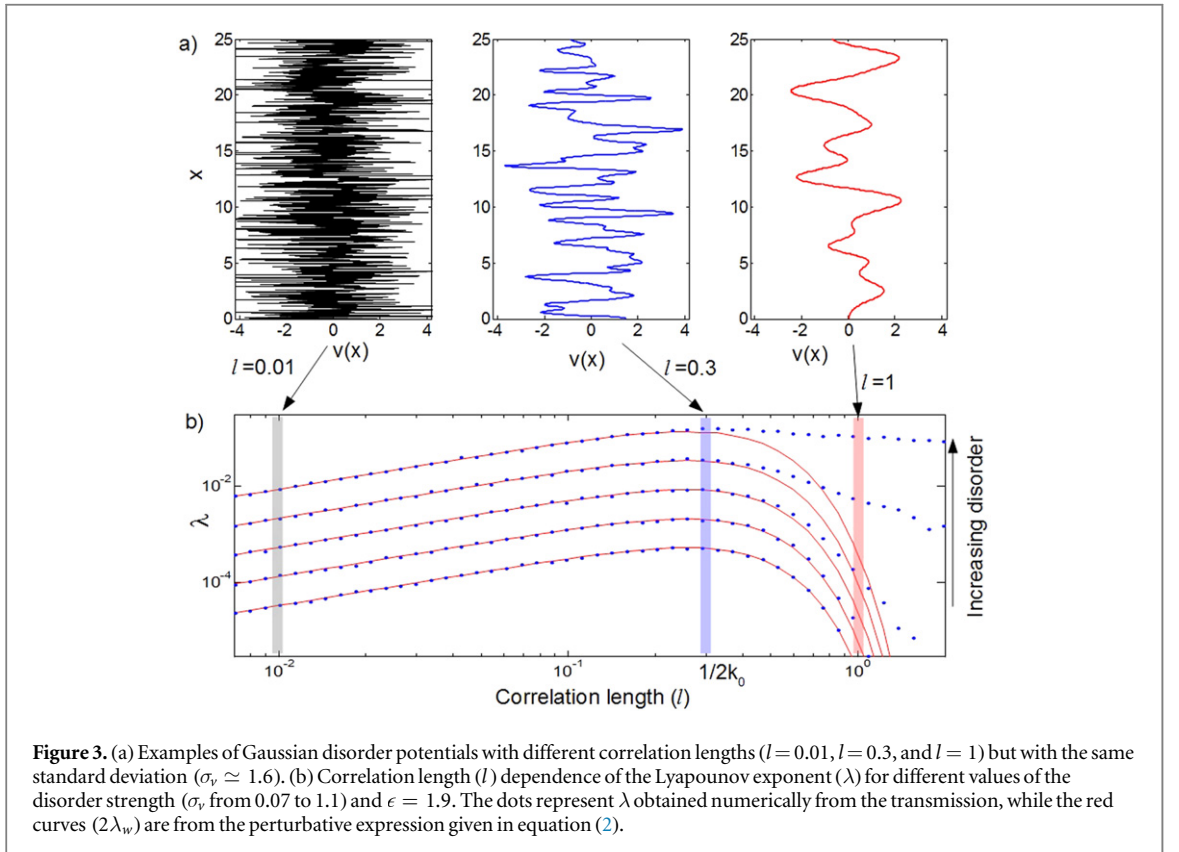 a)
25
20
15
10
5
0
x
-4 -2 0 2 4
v(x)
25
20
15
10
5
0
-4 -2 0 2 4
v(x)
25
20
15
10
5
0
-4 -2 0 2 4
v(x)
l =0.01
l =0.3
l =1
b)
10⁻²
10⁻⁴
λ
10⁻² 10⁻¹ 1/2k₀ 10⁰
Correlation length (l)
Increasing disorder
Figure 3. (a) Examples of Gaussian disorder potentials with different correlation lengths (l = 0.01, l = 0.3, and l = 1) but with the same
standard deviation (σᵥ ≃ 1.6). (b) Correlation length (l) dependence of the Lyapounov exponent (λ) for different values of the
disorder strength (σᵥ from 0.07 to 1.1) and ϵ = 1.9. The dots represent λ obtained numerically from the transmission, while the red
curves (2λ_w) are from the perturbative expression given in equation (2).